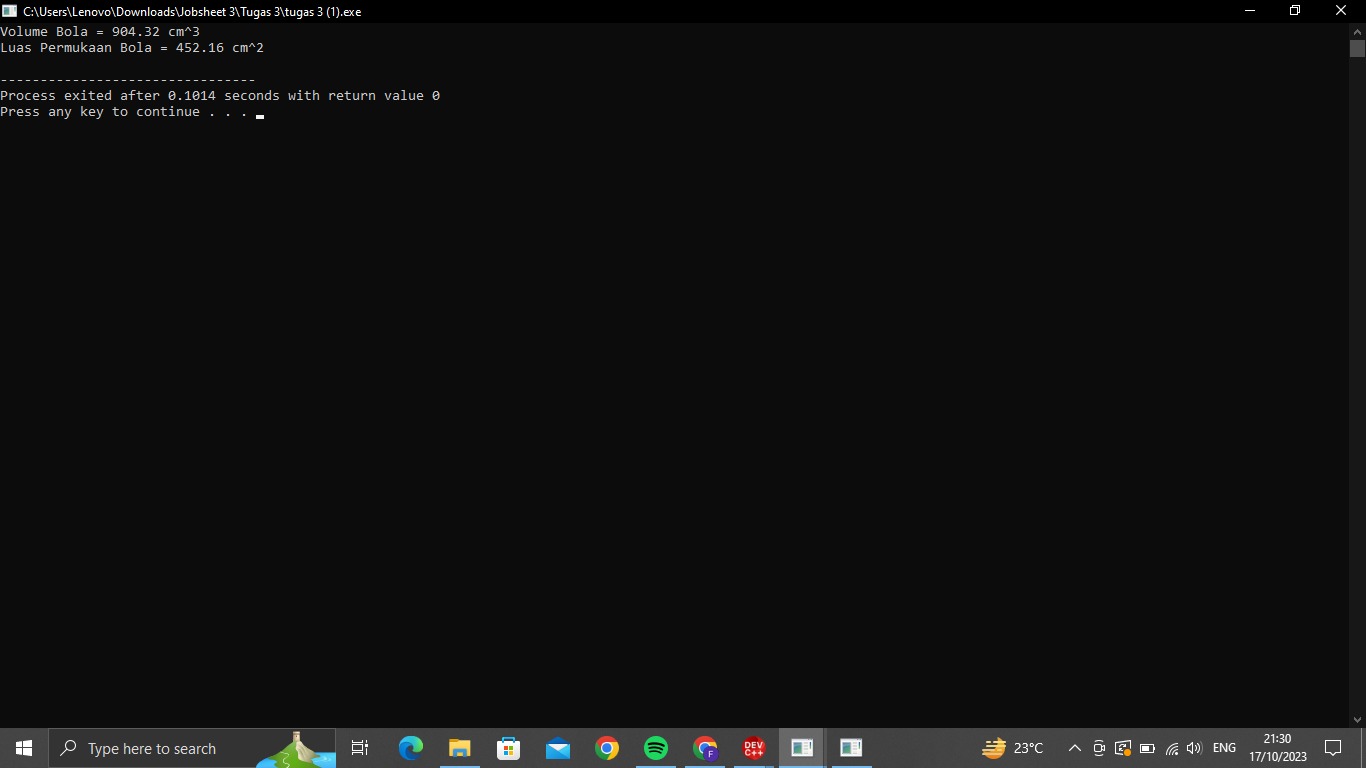 C:\Users\Lenovo\Downloads\Jobsheet 3\Tugas 3\tugas 3 (1).exe
Volume Bola = 904.32 cm^3
Luas Permukaan Bola = 452.16 cm^2
--------------------------------
Process exited after 0.1014 seconds with return value 0
Press any key to continue . . .
Type here to search
F
DEV
C++
23°C
ENG
21:30
17/10/2023